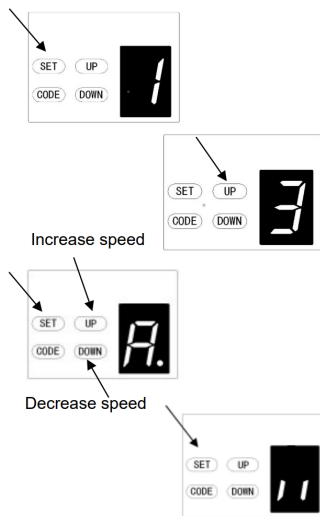 SET UP
CODE DOWN
1
SET UP
CODE DOWN
3
Increase speed
SET UP
CODE DOWN
A.
Decrease speed
SET UP
CODE DOWN
11